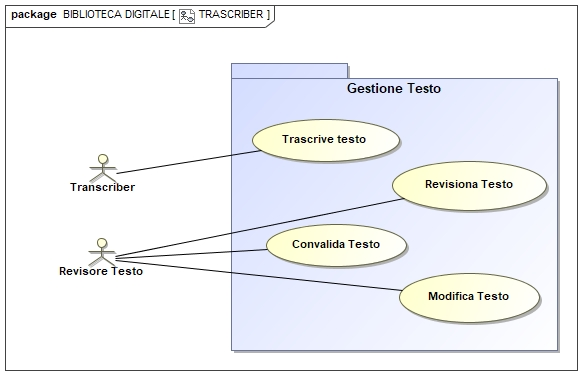 package BIBLIOTECA DIGITALE [ TRASCRIBER ]
Gestione Testo
Trascrive testo
Transcriber
Revisiona Testo
Convalida Testo
Revisore Testo
Modifica Testo